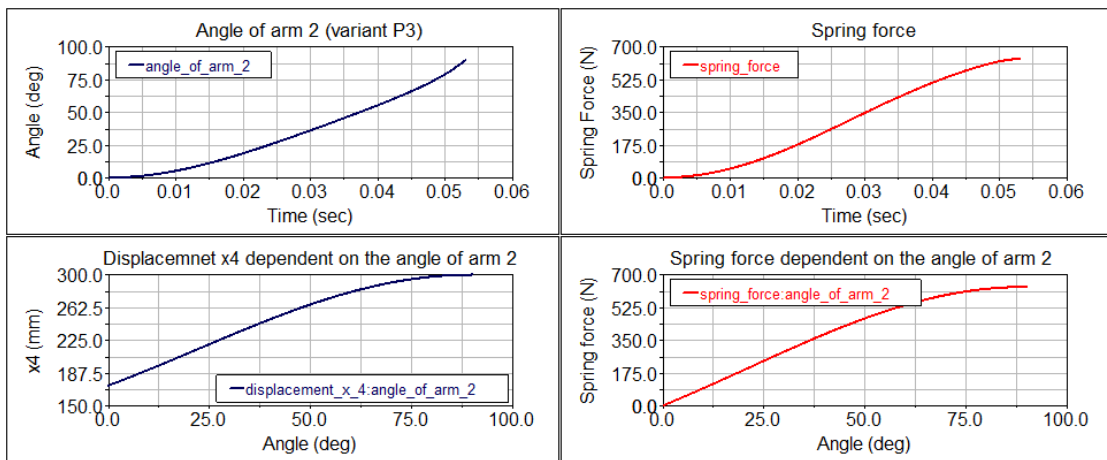 Angle of arm 2 (variant P3)
100.0
75.0
50.0
25.0
0.0
Angle (deg)
angle_of_arm_2
0.0 0.01 0.02 0.03 0.04 0.05 0.06
Time (sec)
Spring force
700.0
525.0
350.0
175.0
0.0
Spring Force (N)
spring_force
0.0 0.01 0.02 0.03 0.04 0.05 0.06
Time (sec)
Displacemnet x4 dependent on the angle of arm 2
300.0
262.5
225.0
187.5
150.0
x4 (mm)
displacement_x_4:angle_of_arm_2
0.0 25.0 50.0 75.0 100.0
Angle (deg)
Spring force dependent on the angle of arm 2
700.0
525.0
350.0
175.0
0.0
Spring force (N)
spring_force:angle_of_arm_2
0.0 25.0 50.0 75.0 100.0
Angle (deg)